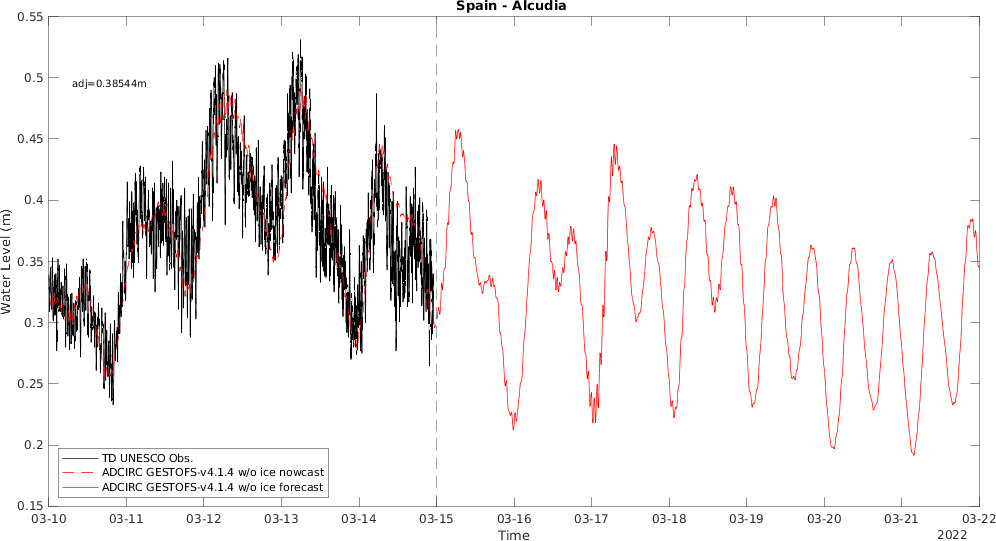 Spain - Alcudia
0.55
0.5
0.45
0.4
0.35
0.3
0.25
0.2
0.15
Water Level (m)
adj=0.38544m
TD UNESCO Obs.
ADCIRC GESTOFS-v4.1.4 w/o ice nowcast
ADCIRC GESTOFS-v4.1.4 w/o ice forecast
03-10 03-11 03-12 03-13 03-14 03-15 03-16 03-17 03-18 03-19 03-20 03-21 03-22
Time
2022